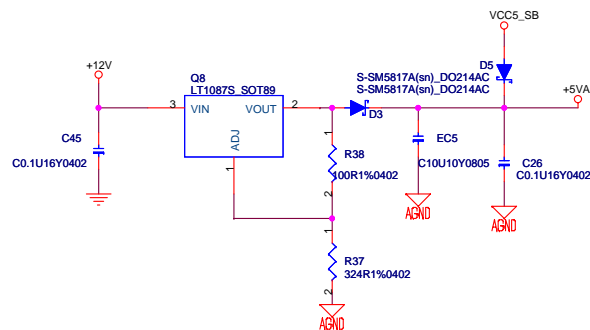 VCC5_SB
+12V
Q8
LT1087S_SOT89
D5
S-SM5817A(sn)_DO214AC
S-SM5817A(sn)_DO214AC
+5VA
3
VIN
VOUT
2
D3
ADJ
1
C45
C0.1U16Y0402
1
R38
100R1%0402
2
EC5
C10U10Y0805
C26
C0.1U16Y0402
AGND
AGND
1
R37
324R1%0402
2
AGND